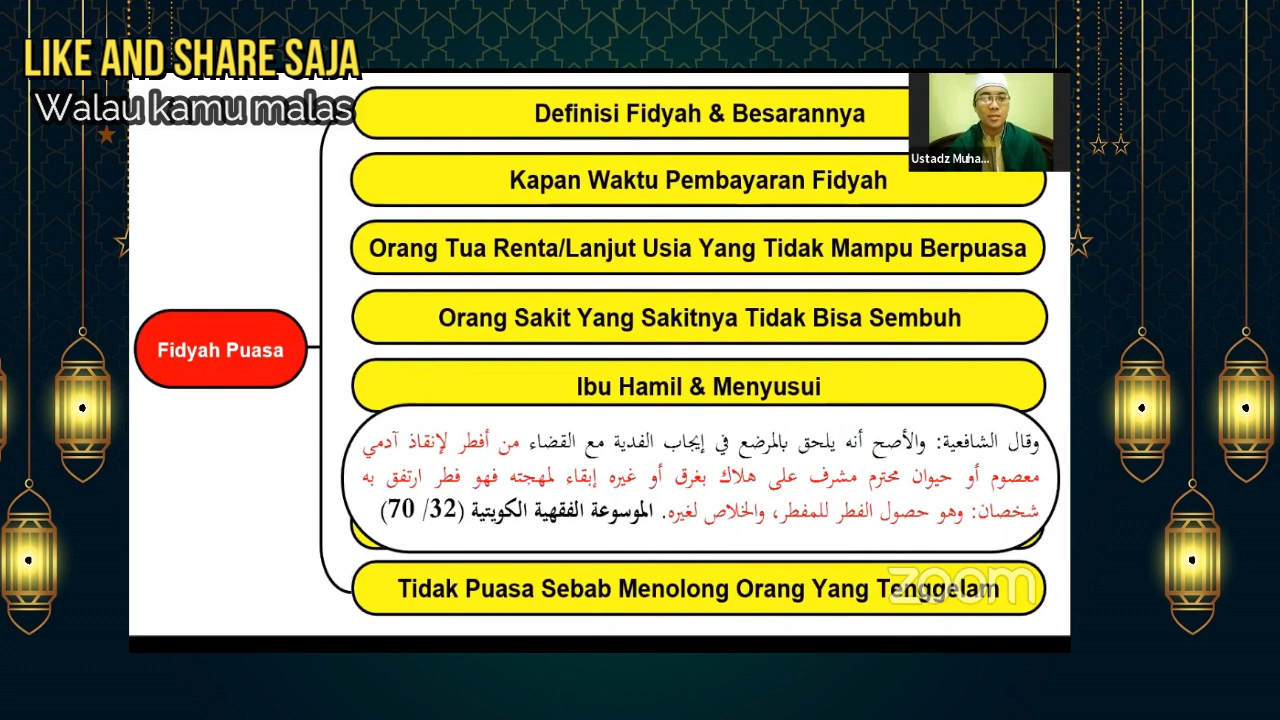 LIKE AND SHARE SAJA
Walau kamu malas
Definisi Fidyah & Besarannya
Ustadz Muha...
Kapan Waktu Pembayaran Fidyah
Orang Tua Renta/Lanjut Usia Yang Tidak Mampu Berpuasa
Orang Sakit Yang Sakitnya Tidak Bisa Sembuh
Fidyah Puasa
Ibu Hamil & Menyusui
وقال الشافعية: والأصح أنه يلحق بالمرضع في إيجاب الفدية مع القضاء من أفطر لإنقاذ آدمي
معصوم أو حيوان محترم مشرف على هلاك بغرق أو غيره إبقاء لمهجته فهو فطر ارتفق به
شخصان: وهو حصول الفطر للمفطر، والخلاص لغيره. الموسوعة الفقهية الكويتية (32/ 70)
Tidak Puasa Sebab Menolong Orang Yang Tenggelam
zoom